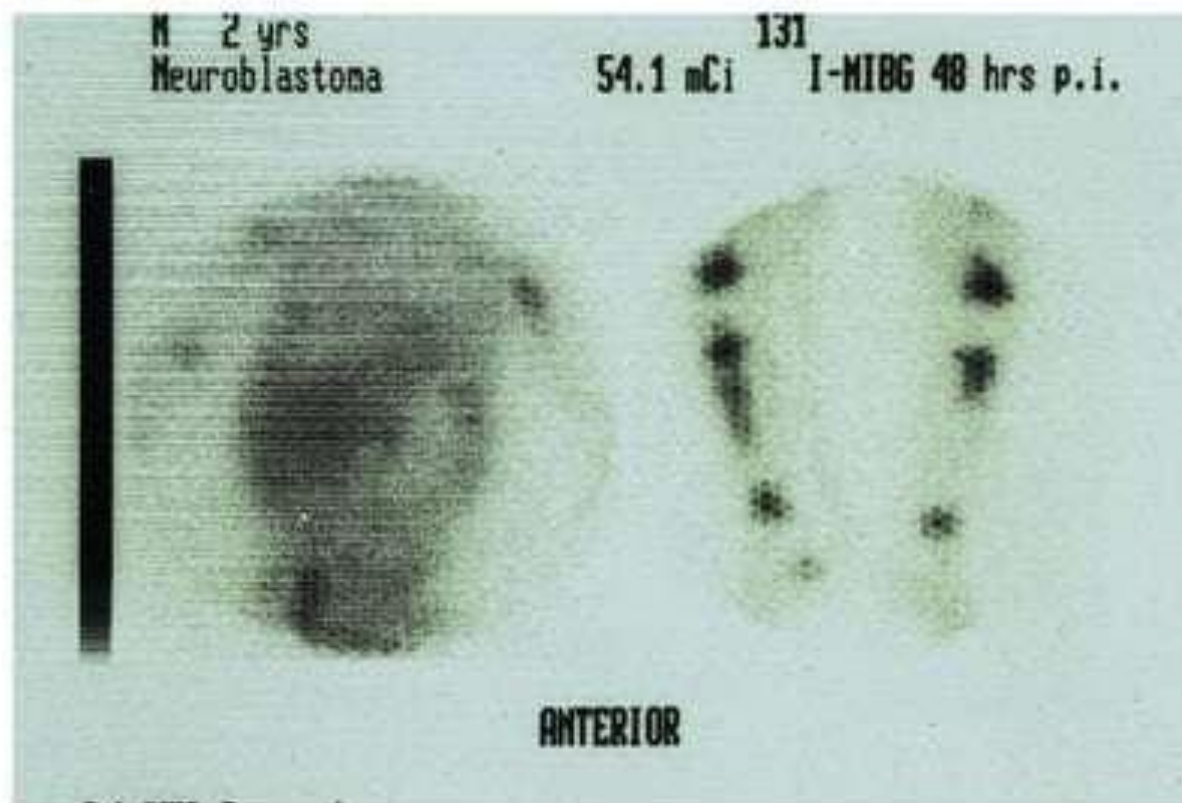 M 2 yrs
Neuroblastoma
131
54.1 mCi I-MIBG 48 hrs p.i.
ANTERIOR